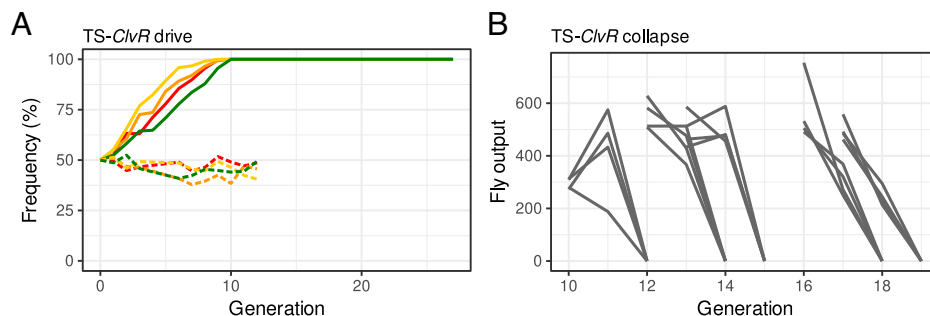 A
TS-ClvR drive
100
75
50
25
0
Frequency (%)
0
10
20
Generation
B
TS-ClvR collapse
600
400
200
0
Fly output
10
12
14
16
18
Generation